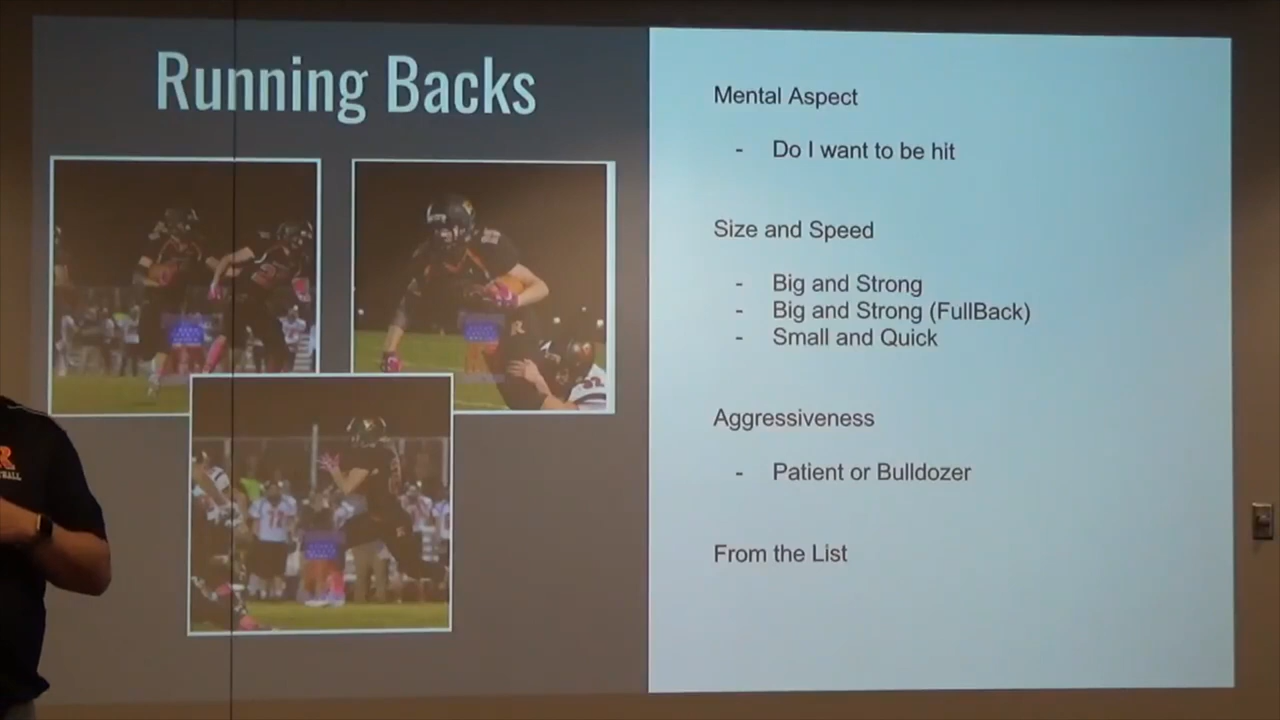 Running Backs
Mental Aspect
- Do I want to be hit
Size and Speed
- Big and Strong
- Big and Strong (FullBack)
- Small and Quick
Aggressiveness
- Patient or Bulldozer
From the List
R